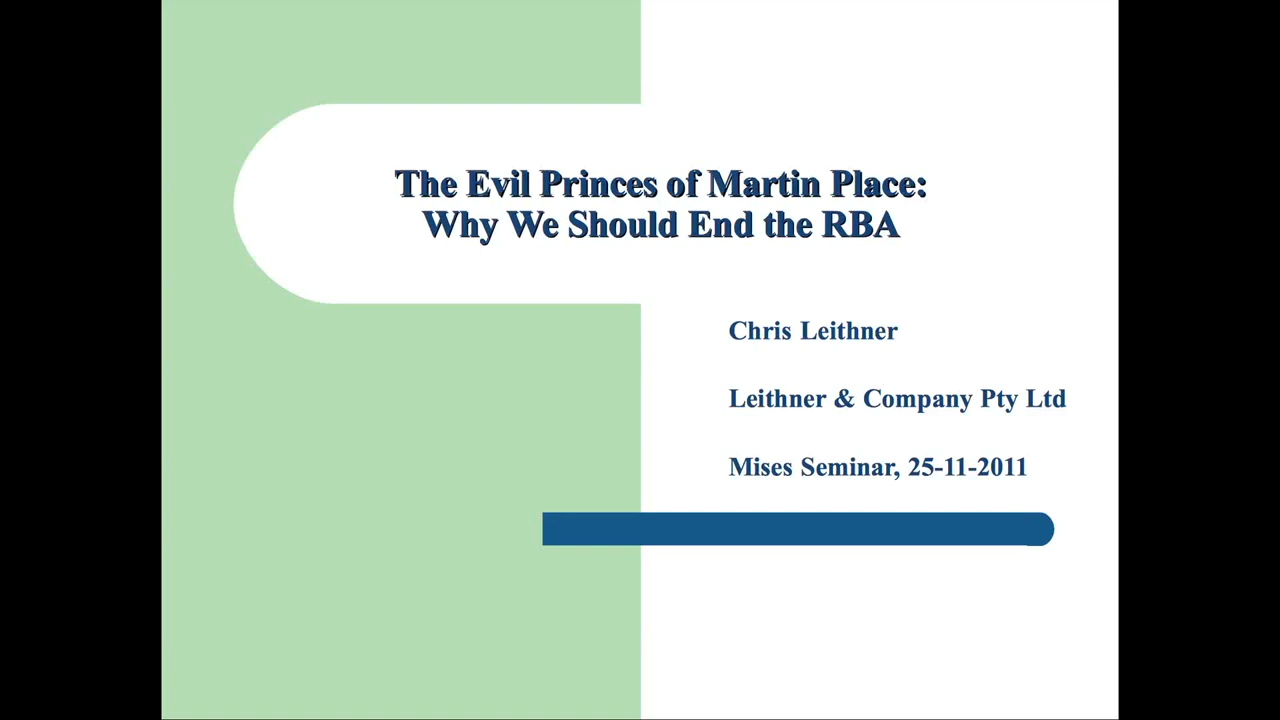 The Evil Princes of Martin Place:
Why We Should End the RBA
Chris Leithner
Leithner & Company Pty Ltd
Mises Seminar, 25-11-2011